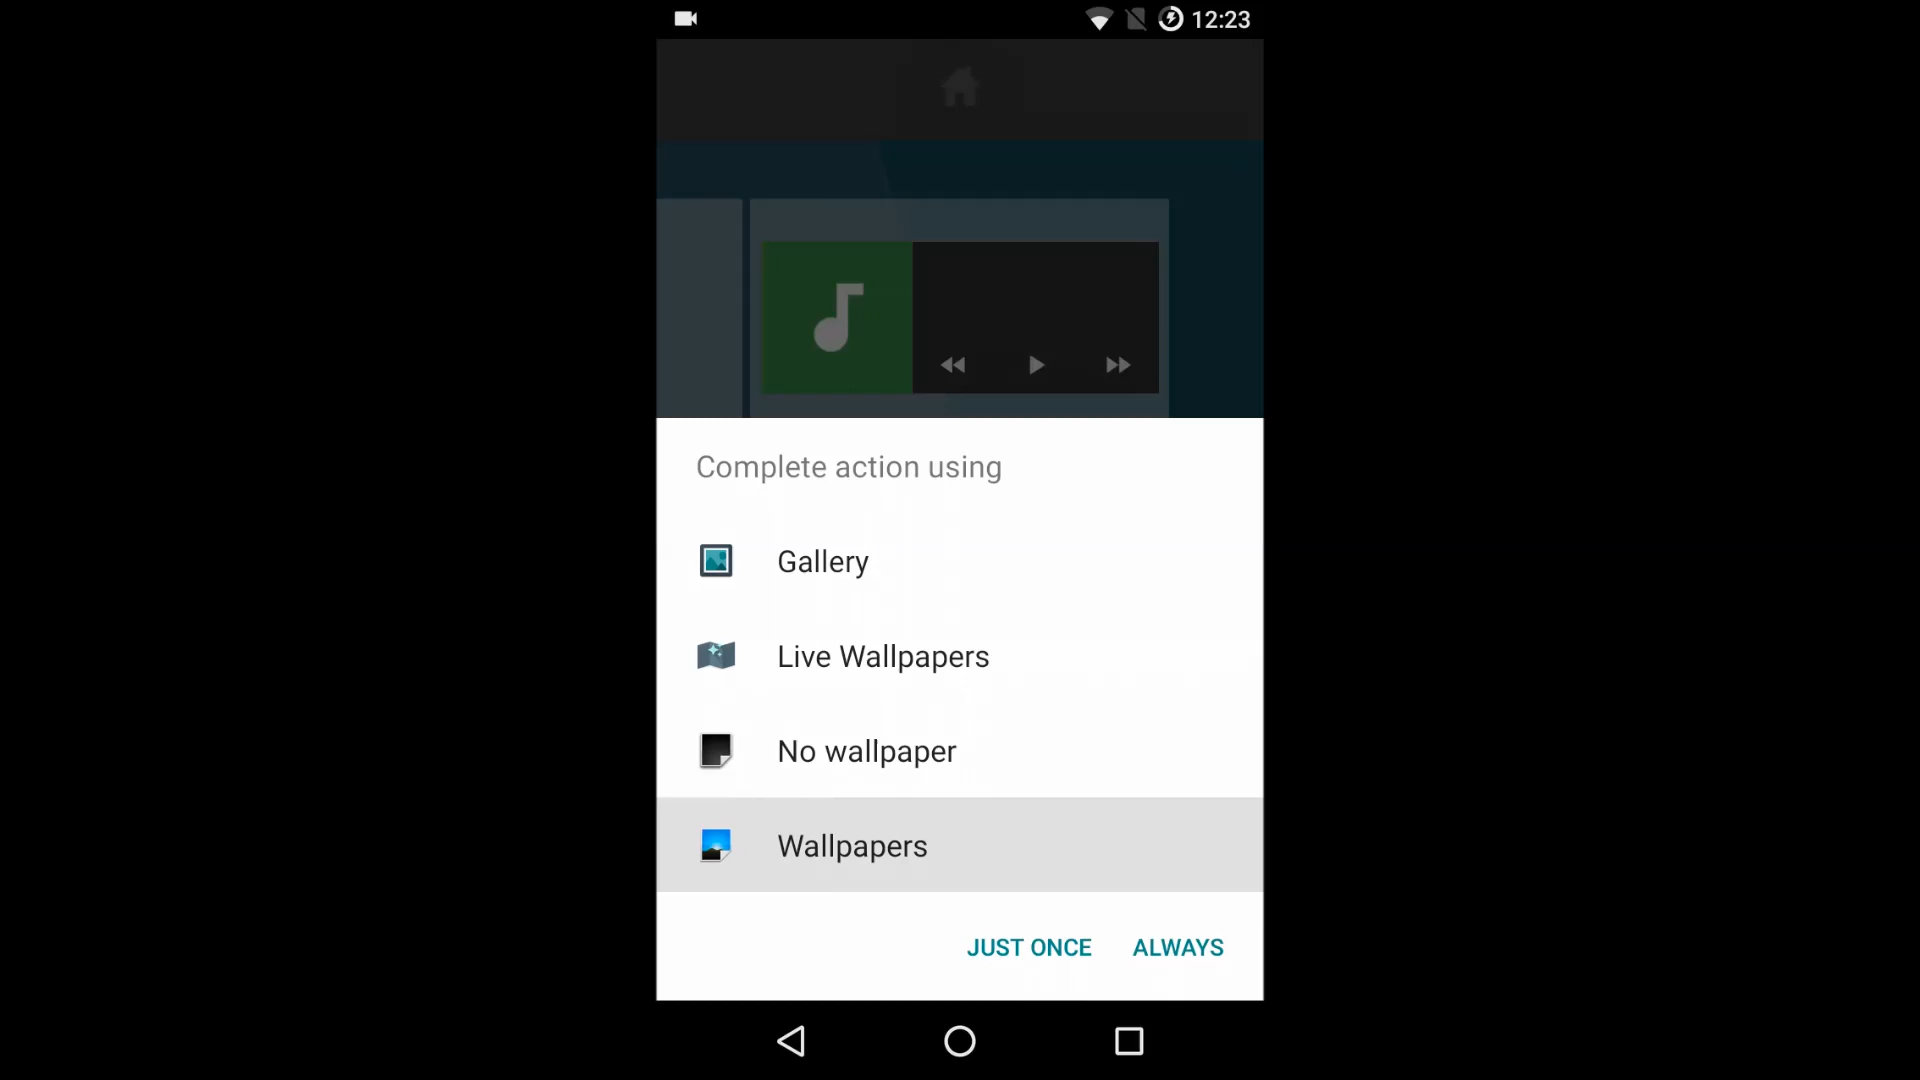 12:23
Complete action using
Gallery
Live Wallpapers
No wallpaper
Wallpapers
JUST ONCE ALWAYS